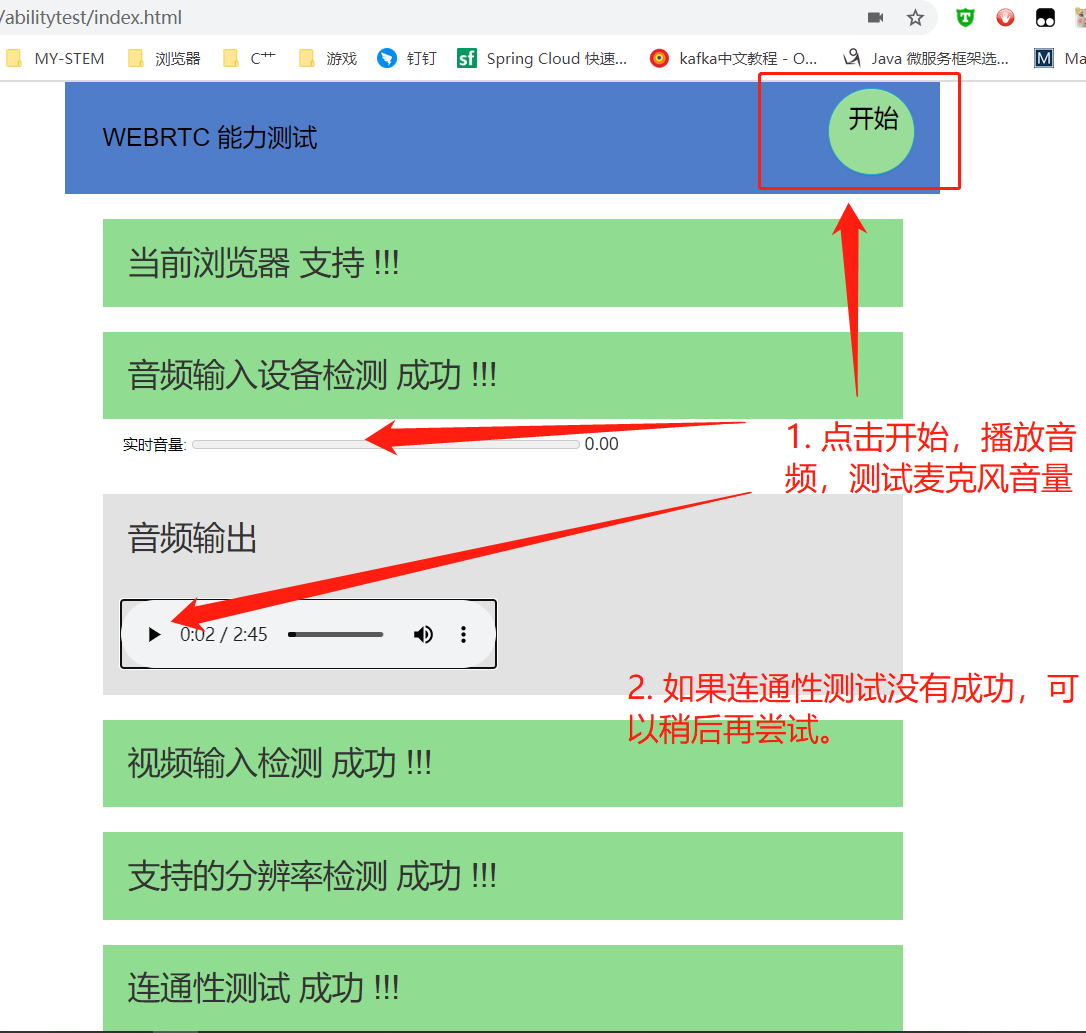 /abilitytest/index.html
MY-STEM 浏览器 C艹 游戏 钉钉 sf Spring Cloud 快速... kafka中文教程 - O... Java 微服务框架选... M Ma
WEBRTC 能力测试
开始
当前浏览器 支持 !!!
音频输入设备检测 成功 !!!
实时音量: 0.00
1. 点击开始，播放音
频，测试麦克风音量
音频输出
0:02 / 2:45
2. 如果连通性测试没有成功，可
以稍后再尝试。
视频输入检测 成功 !!!
支持的分辨率检测 成功 !!!
连通性测试 成功 !!!